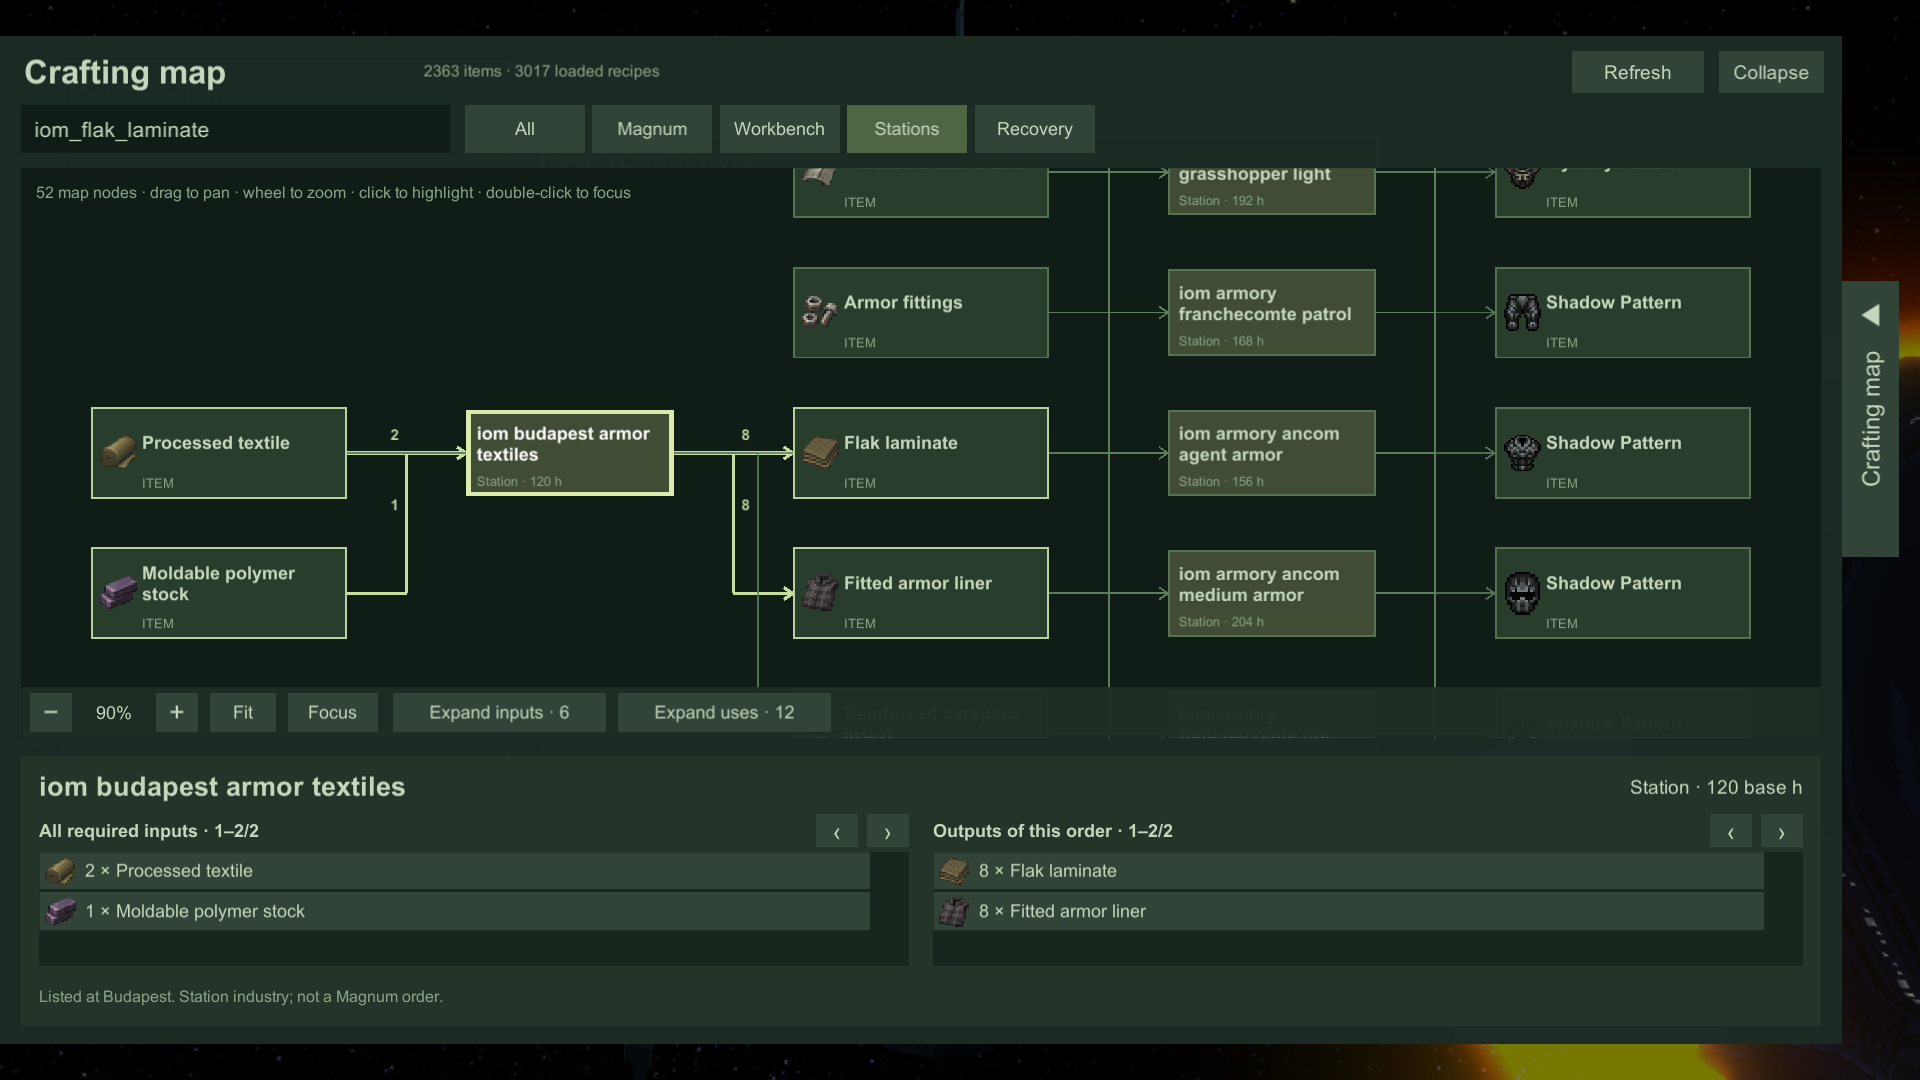 Crafting map
2363 items · 3017 loaded recipes
Refresh
Collapse
iom_flak_laminate
All
Magnum
Workbench
Stations
Recovery
52 map nodes · drag to pan · wheel to zoom · click to highlight · double-click to focus
ITEM
grasshopper light
Station · 192 h
ITEM
Armor fittings
ITEM
iom armory
franchecomte patrol
Station · 168 h
Shadow Pattern
ITEM
Processed textile
ITEM
2
iom budapest armor
textiles
Station · 120 h
8
Flak laminate
ITEM
iom armory ancom
agent armor
Station · 156 h
Shadow Pattern
ITEM
1
8
Moldable polymer
stock
ITEM
Fitted armor liner
ITEM
iom armory ancom
medium armor
Station · 204 h
Shadow Pattern
ITEM
−
90%
+
Fit
Focus
Expand inputs · 6
Expand uses · 12
Reinforced carapace
iom armory
Shadow Pattern
Crafting map
iom budapest armor textiles
Station · 120 base h
All required inputs · 1–2/2
‹
›
2 × Processed textile
1 × Moldable polymer stock
Outputs of this order · 1–2/2
‹
›
8 × Flak laminate
8 × Fitted armor liner
Listed at Budapest. Station industry; not a Magnum order.